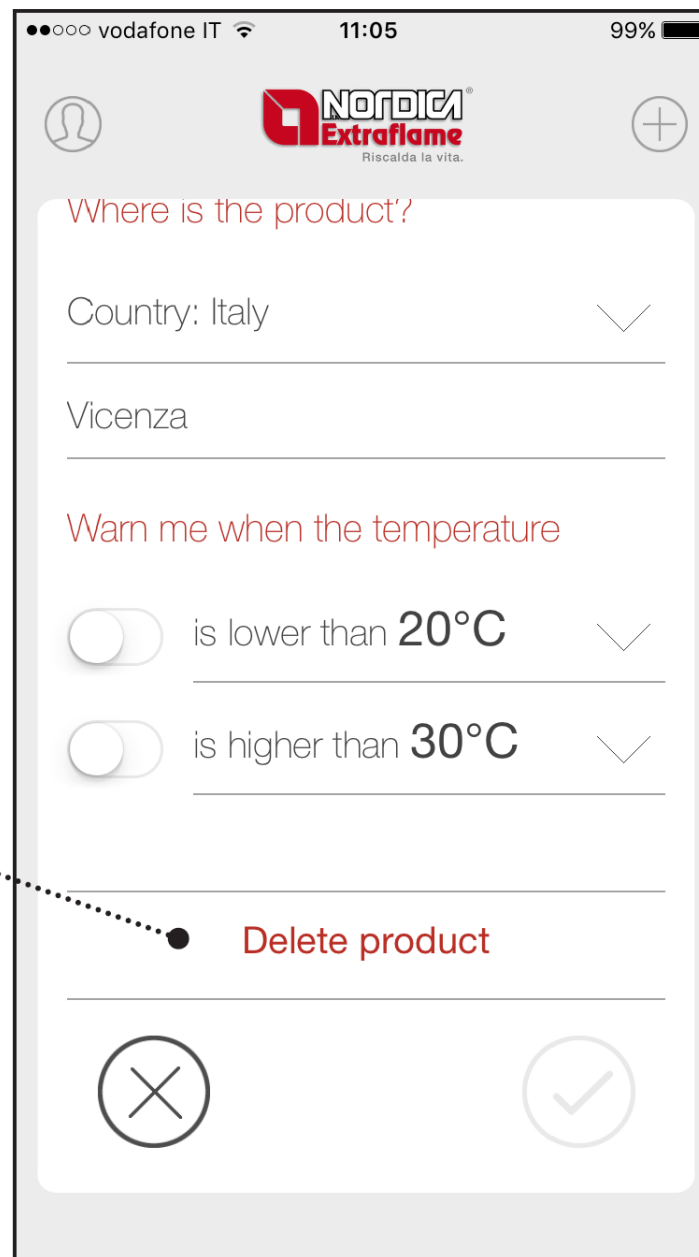 vodafone IT 11:05 99%
NORDICA®
Extraflame
Riscalda la vita.
Where is the product?
Country: Italy
Vicenza
Warn me when the temperature
is lower than 20°C
is higher than 30°C
Delete product